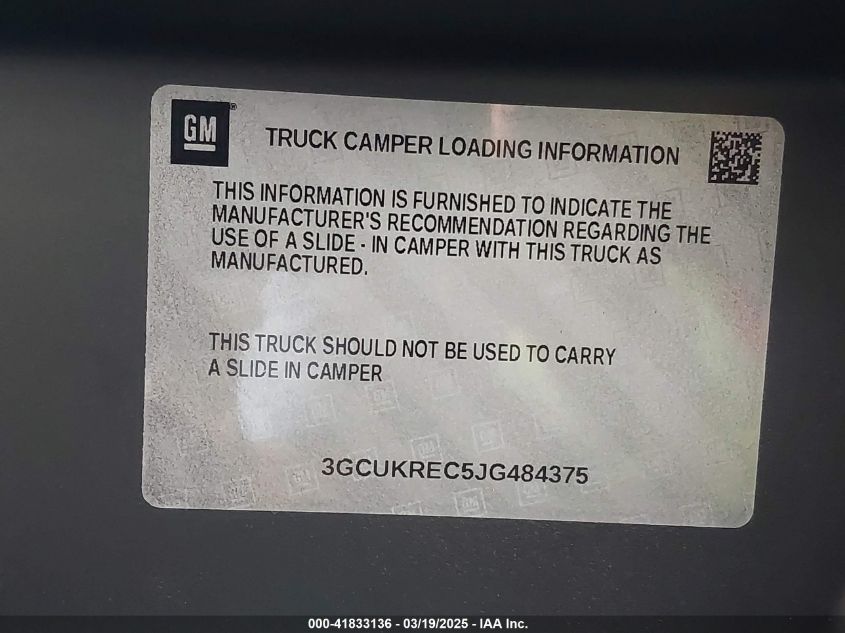 GM
TRUCK CAMPER LOADING INFORMATION
THIS INFORMATION IS FURNISHED TO INDICATE THE
MANUFACTURER'S RECOMMENDATION REGARDING THE
USE OF A SLIDE - IN CAMPER WITH THIS TRUCK AS
MANUFACTURED.
THIS TRUCK SHOULD NOT BE USED TO CARRY
A SLIDE IN CAMPER
3GCUKREC5JG484375
000-41833136 - 03/19/2025 - IAA Inc.